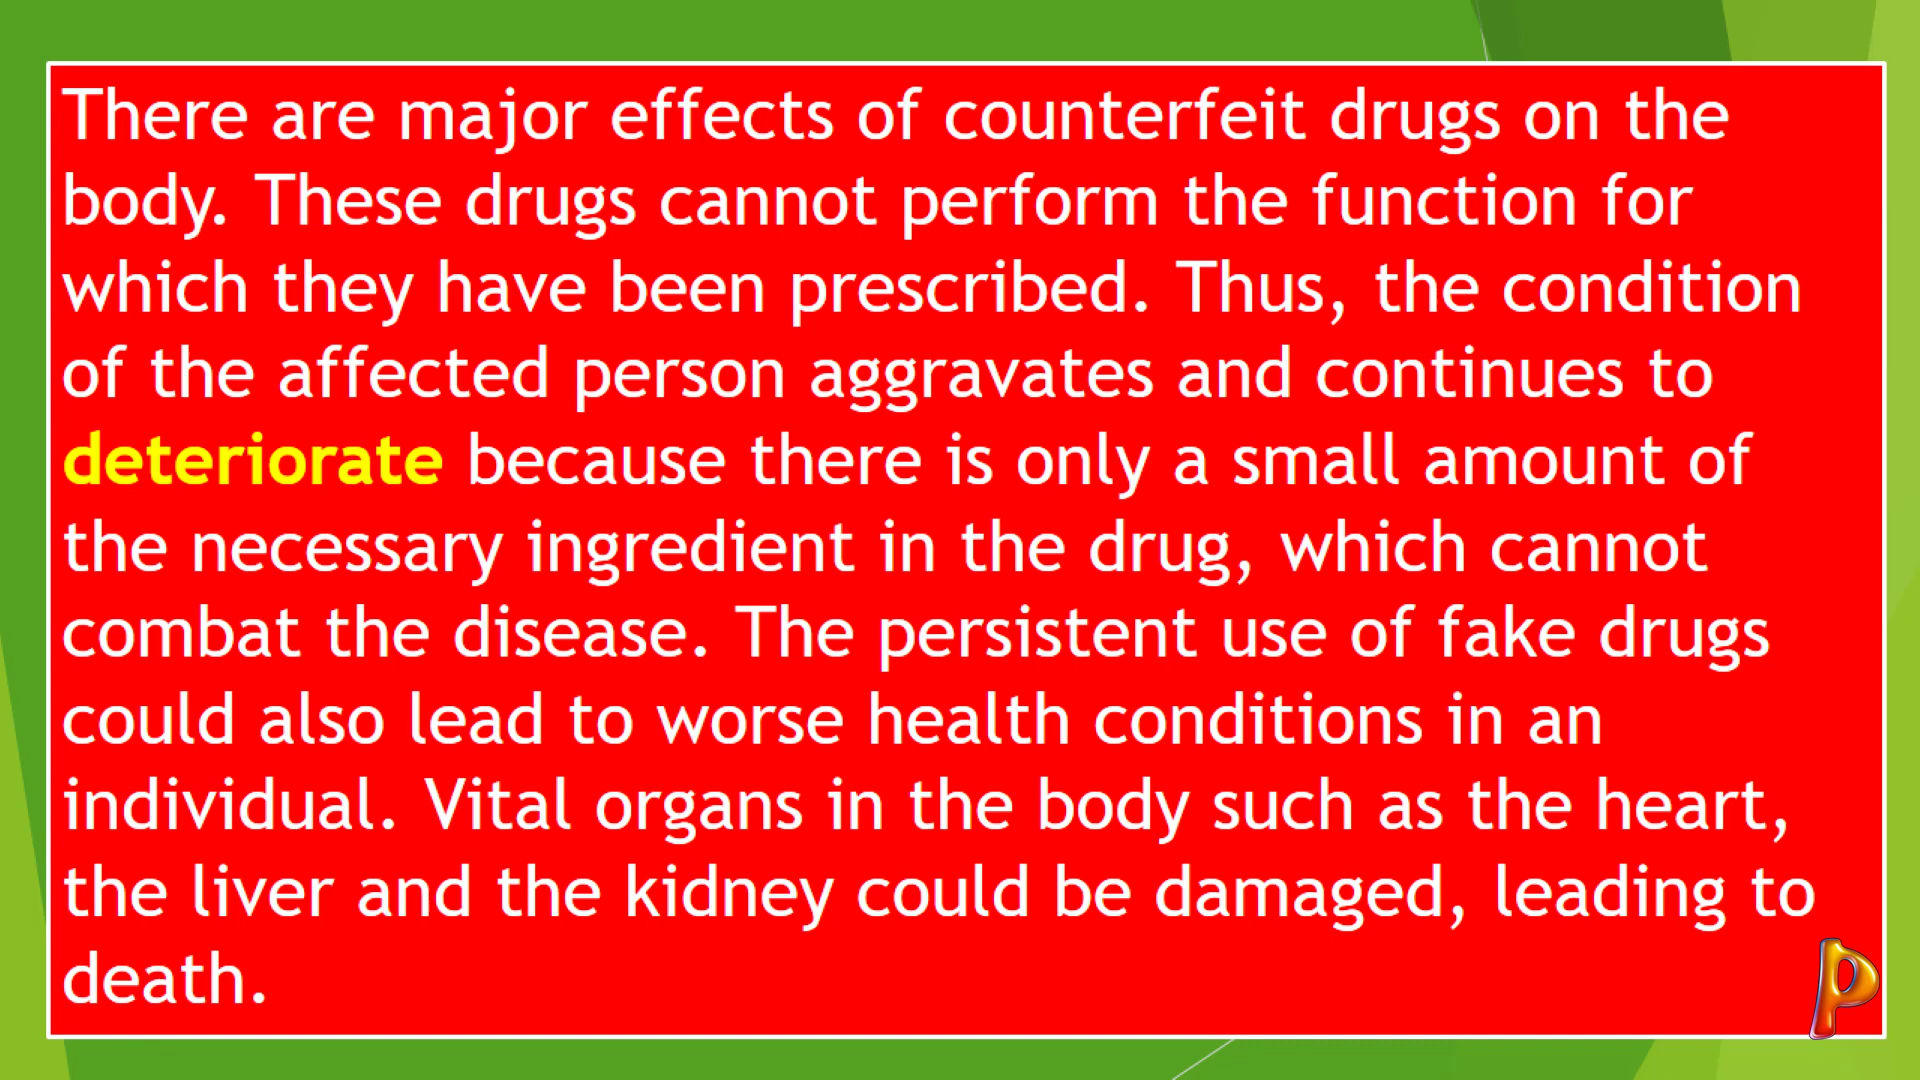 There are major effects of counterfeit drugs on the
body. These drugs cannot perform the function for
which they have been prescribed. Thus, the condition
of the affected person aggravates and continues to
deteriorate because there is only a small amount of
the necessary ingredient in the drug, which cannot
combat the disease. The persistent use of fake drugs
could also lead to worse health conditions in an
individual. Vital organs in the body such as the heart,
the liver and the kidney could be damaged, leading to
death.
P